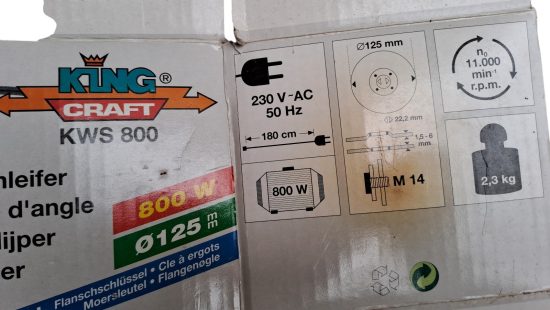 KING®
CRAFT
KWS 800
hleifer
d'angle
lijper
er
800 W
Ø125 mm
Flanschschlüssel • Cle à ergots
Moersleutel • Flangenøgle
230 V~AC
50 Hz
180 cm
800 W
Ø125 mm
22,2 mm
1,5-6
mm
M 14
n₀
11.000
min⁻¹
r.p.m.
2,3 kg